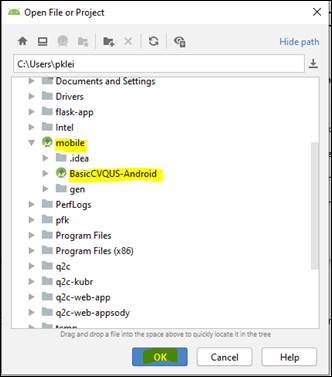 Open File or Project
Hide path
C:\Users\pklei
Documents and Settings
Drivers
flask-app
Intel
mobile
.idea
BasicCVQUS-Android
gen
PerfLogs
pfk
Program Files
Program Files (x86)
q2c
q2c-kubr
q2c-web-app
q2c-web-appsody
Drag and drop a file into the space above to quickly locate it in the tree
OK
Cancel
Help